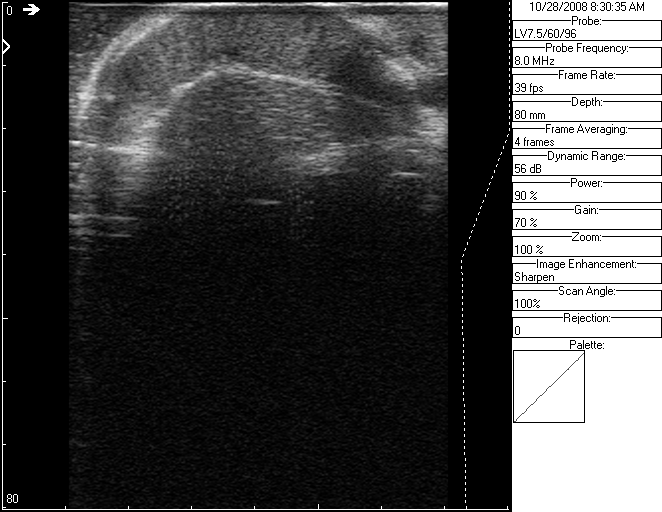 0
80
10/28/2008 8:30:35 AM
Probe:
LV7.5/60/96
Probe Frequency:
8.0 MHz
Frame Rate:
39 fps
Depth:
80 mm
Frame Averaging:
4 frames
Dynamic Range:
56 dB
Power:
90 %
Gain:
70 %
Zoom:
100 %
Image Enhancement:
Sharpen
Scan Angle:
100%
Rejection:
0
Palette: